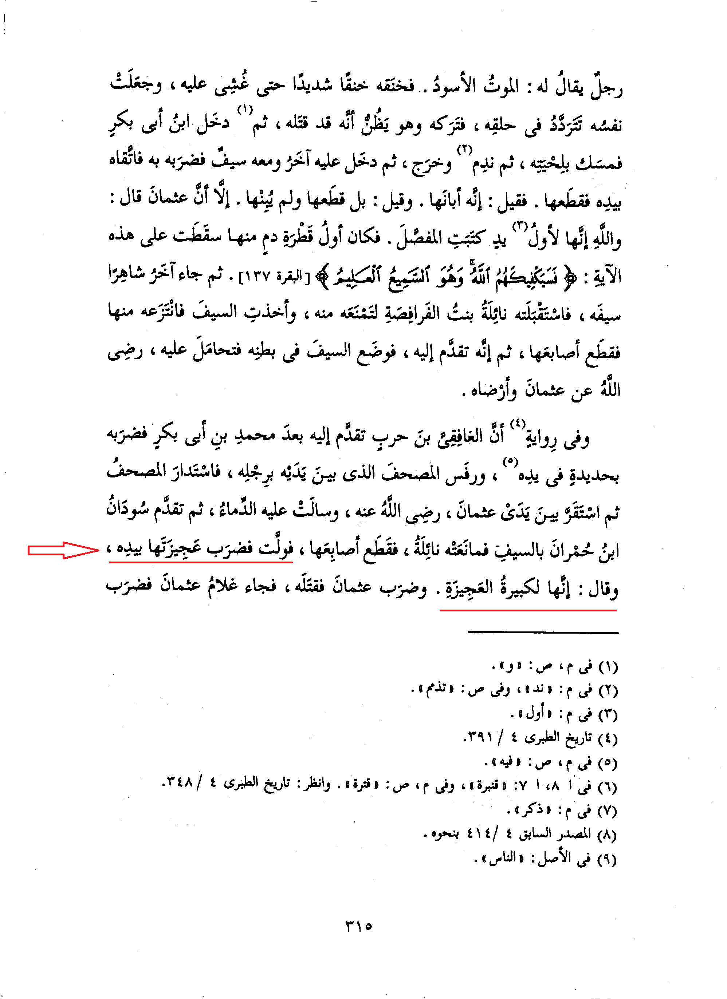 رجلٌ يقالُ له : الموتُ الأسودُ . فخنَقه خنقًا شديدًا حتى غُشِى عليه ، وجعَلَتْ
نفسُه تَتَرَدَّدُ فى حلقِه ، فتَرَكه وهو يَظُنُّ أنَّه قد قتَله ، ثم(١) دخَل ابنُ أبى بكرٍ
فمسَك بلِحْيَتِه ، ثم ندِم(٢) وخرَج ، ثم دخَل عليه آخَرُ ومعه سيفٌ فضرَبه به فاتَّقاه
بيدِه فقطَعها . فقيل : إنَّه أبانَها . وقيل : بل قطَعها ولم يُبِنْها . إلَّا أنَّ عثمانَ قال :
واللَّهِ إنَّها لأولُ(٣) يدٍ كتَبَتِ المفصَّلَ . فكان أولُ قَطْرَةِ دمٍ منها سقَطَت على هذه
الآيةِ : ﴿ فَسَيَكْفِيكَهُمُ ٱللَّهُ ۚ وَهُوَ ٱلسَّمِيعُ ٱلْعَلِيمُ ﴾ [البقرة ١٣٧] . ثم جاء آخَرُ شاهِرًا
سيفَه ، فاسْتَقْبَلَته نائِلَةُ بنتُ الفَرافِصَةِ لتَمْنَعَه منه ، وأخذتِ السيفَ فانْتَزَعه منها
فقطَع أصابعَها ، ثم إنَّه تقدَّم إليه ، فوضَع السيفَ فى بطنِه فتحامَلَ عليه ، رضِى
اللَّهُ عن عثمانَ وأرْضاه .
وفى رِوايةٍ(٤) أنَّ الغافِقِىَّ بنَ حربٍ تقدَّم إليه بعدَ محمدِ بنِ أبى بكرٍ فضرَبه
بحديدةٍ فى يدِه(٥) ، ورفَس المصحفَ الذى بينَ يَدَيْه برِجْلِه ، فاسْتَدارَ المصحفُ
ثم اسْتَقَرَّ بينَ يَدَىْ عثمانَ ، رضِى اللَّهُ عنه ، وسالَتْ عليه الدِّماءُ ، ثم تقدَّم سُودَانُ
ابنُ حُمْرانَ بالسيفِ فمانَعَتْه نائِلَةُ ، فقَطَع أصابِعَها ، فولَّت فضرَب عَجِيزَتَها بيدِه ،
وقال : إنَّها لكبيرةُ العَجِيزَةِ . وضرَب عثمانَ فقتَلَه ، فجاء غلامُ عثمانَ فضرَب
(١) فى م، ص : «و» .
(٢) فى م : «ند» ، وفى ص : «تذمم» .
(٣) فى م : «أول» .
(٤) تاريخ الطبرى ٤ / ٣٩١.
(٥) فى م، ص : «فيه» .
(٦) فى ا ٨، ا ٧: «قنبرة» ، وفى م، ص : «قترة» . وانظر : تاريخ الطبرى ٤ /٣٤٨.
(٧) فى م : «ذكر» .
(٨) المصدر السابق ٤ /٤١٤ بنحوه .
(٩) فى الأصل : «الناس» .
٣١٥